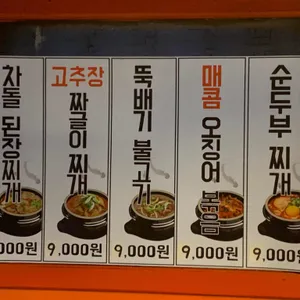 차돌 된장찌개
000원
고추장 짜글이 찌개
9,000원
뚝배기 불고기
9,000원
매콤 오징어 볶음
9,000원
순두부 찌개
9,000원